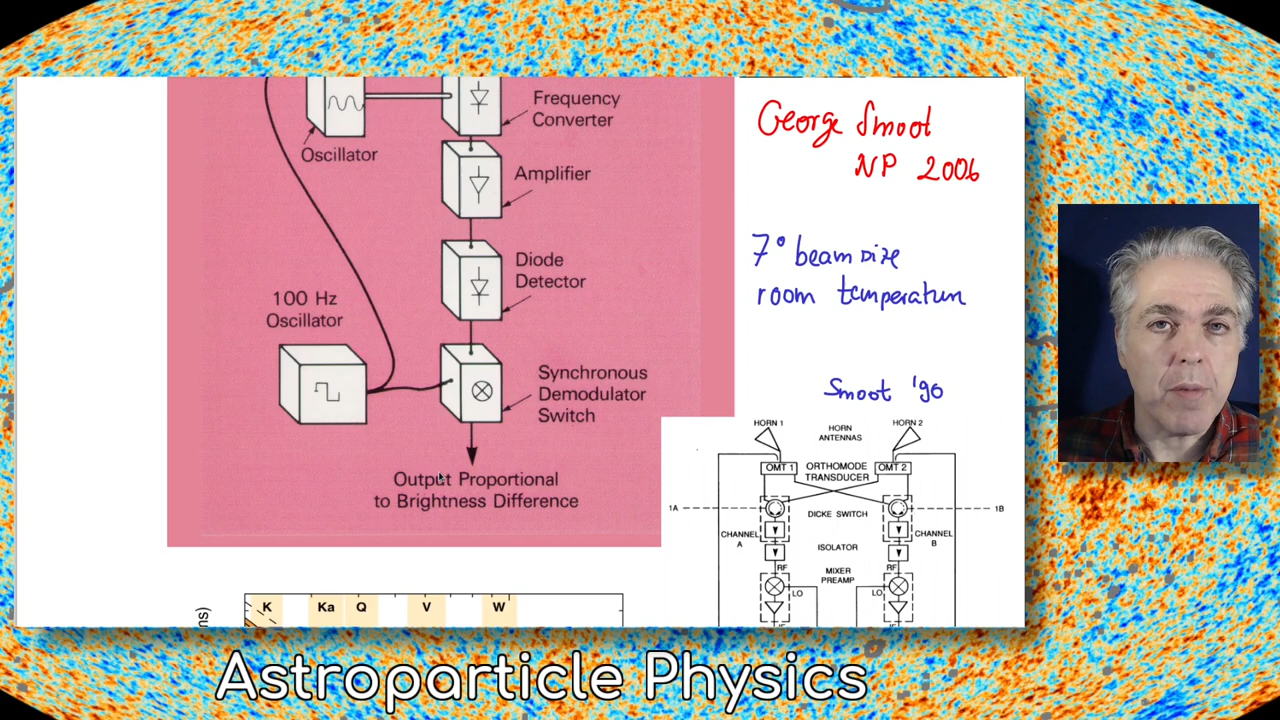 Frequency
Converter
Oscillator
Amplifier
Diode
Detector
100 Hz
Oscillator
Synchronous
Demodulator
Switch
Output Proportional
to Brightness Difference
George Smoot
NP 2006
7° beam size
room temperature
Smoot '90
HORN 1
HORN
ANTENNAS
HORN 2
OMT 1
ORTHOMODE
TRANSDUCER
OMT 2
1A
DICKE SWITCH
1B
CHANNEL
A
CHANNEL
B
ISOLATOR
RF
MIXER
PREAMP
RF
LO
LO
K Ka Q V W
Astroparticle Physics